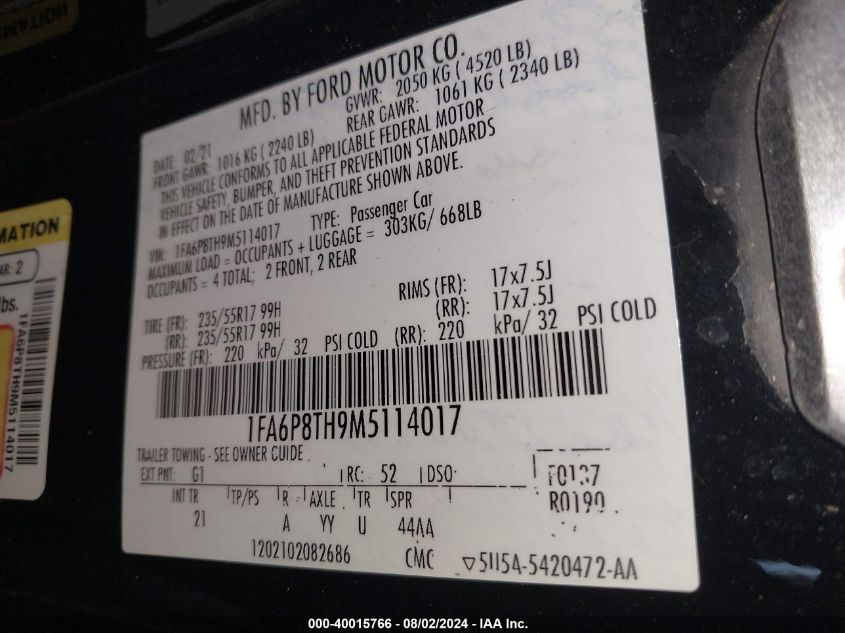 MFD. BY FORD MOTOR CO.
DATE: 02/21
GVWR: 2050 KG ( 4520 LB)
FRONT GAWR: 1016 KG ( 2240 LB)
REAR GAWR: 1061 KG ( 2340 LB)
THIS VEHICLE CONFORMS TO ALL APPLICABLE FEDERAL MOTOR
VEHICLE SAFETY, BUMPER, AND THEFT PREVENTION STANDARDS
IN EFFECT ON THE DATE OF MANUFACTURE SHOWN ABOVE.
VIN: 1FA6P8TH9M5114017 TYPE: Passenger Car
MAXIMUM LOAD = OCCUPANTS + LUGGAGE = 303KG/ 668LB
OCCUPANTS = 4 TOTAL; 2 FRONT, 2 REAR
TIRE (FR): 235/55R17 99H RIMS (FR): 17x7.5J
(RR): 235/55R17 99H (RR): 17x7.5J
PRESSURE (FR): 220 kPa/ 32 PSI COLD (RR): 220 kPa/ 32 PSI COLD
1FA6P8TH9M5114017
TRAILER TOWING - SEE OWNER GUIDE
EXT PNT: G1 RC: 52 DSO: F0137
INT TR TP/PS R AXLE TR SPR R0190
21 A YY U 44AA
1202102082686 CMC
MATION
AR: 2
lbs.
1FA6P8TH9M5114017
000-40015766 - 08/02/2024 - IAA Inc.